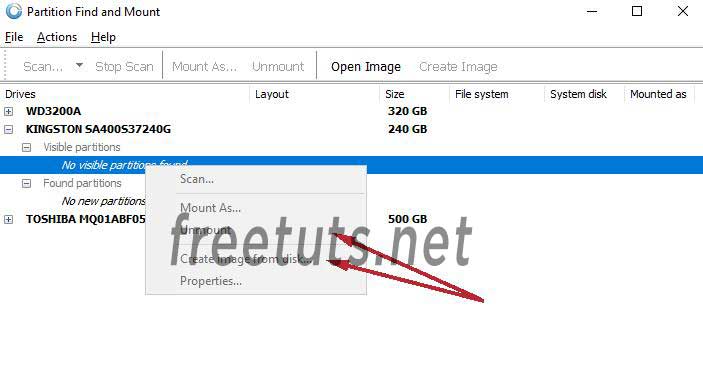 Partition Find and Mount
File Actions Help
Scan... Stop Scan Mount As... Unmount Open Image Create Image
Drives Layout Size File system System disk Mounted as
WD3200A 320 GB
KINGSTON SA400S37240G 240 GB
Visible partitions
No visible partitions found
Found partitions
No new partitions
TOSHIBA MQ01ABF05 500 GB
Scan...
Mount As...
Unmount
Create image from disk...
Properties...
freetuts.net